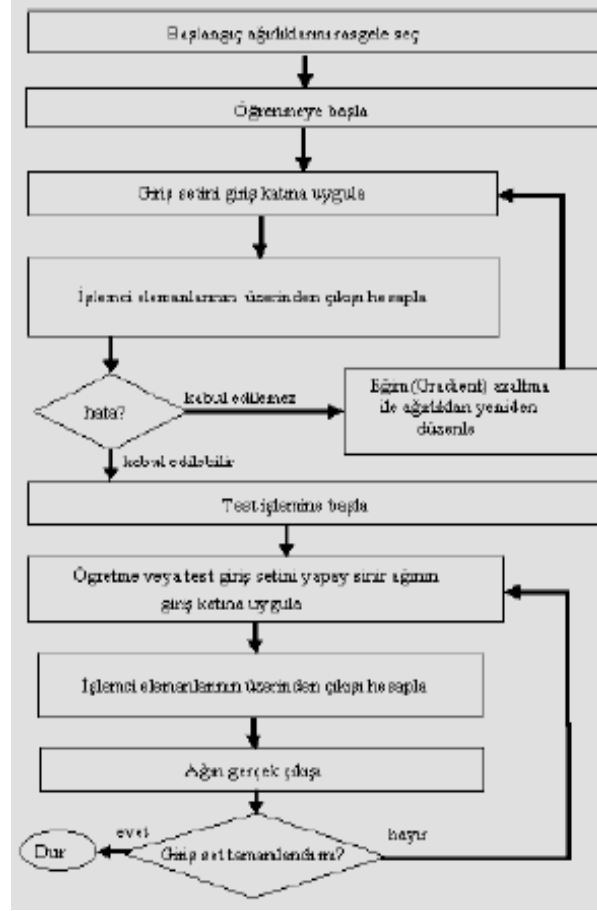 Başlangıç ağırlıklarını rasgele seç
Öğrenmeye başla
Giriş setini giriş katına uygula
İşlemci elemanlarının üzerinden çıkışı hesapla
hata?
kabul edilemez
Eğim(Gradient) azaltma
ile ağırlıkları yeniden
düzenle
kabul edilebilir
Test işlemine başla
Ögretme veya test giriş setini yapay sinir ağının
giriş katına uygula
İşlemci elemanlarının üzerinden çıkışı hesapla
Ağın gerçek çıkışı
Giriş set tamamlandı mı?
evet
hayır
Dur